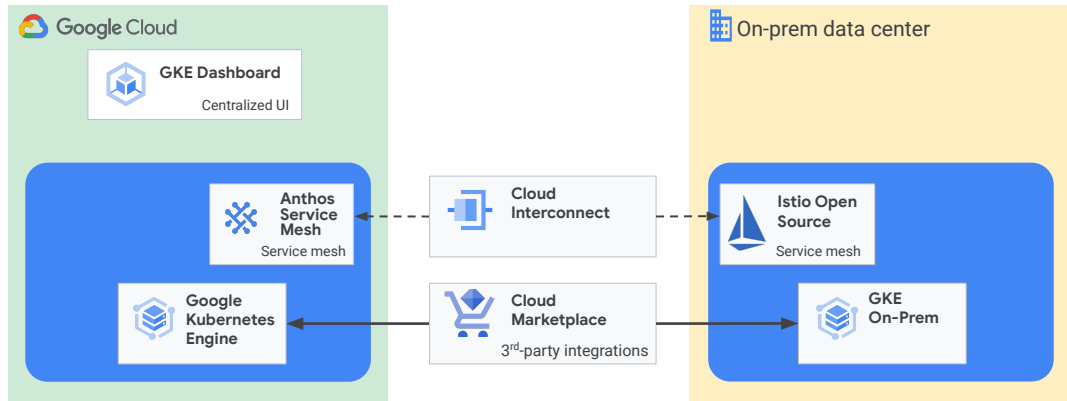 Google Cloud
GKE Dashboard
Centralized UI
On-prem data center
Anthos
Service
Mesh
Service mesh
Cloud
Interconnect
Istio Open
Source
Service mesh
Google
Kubernetes
Engine
Cloud
Marketplace
3rd-party integrations
GKE
On-Prem